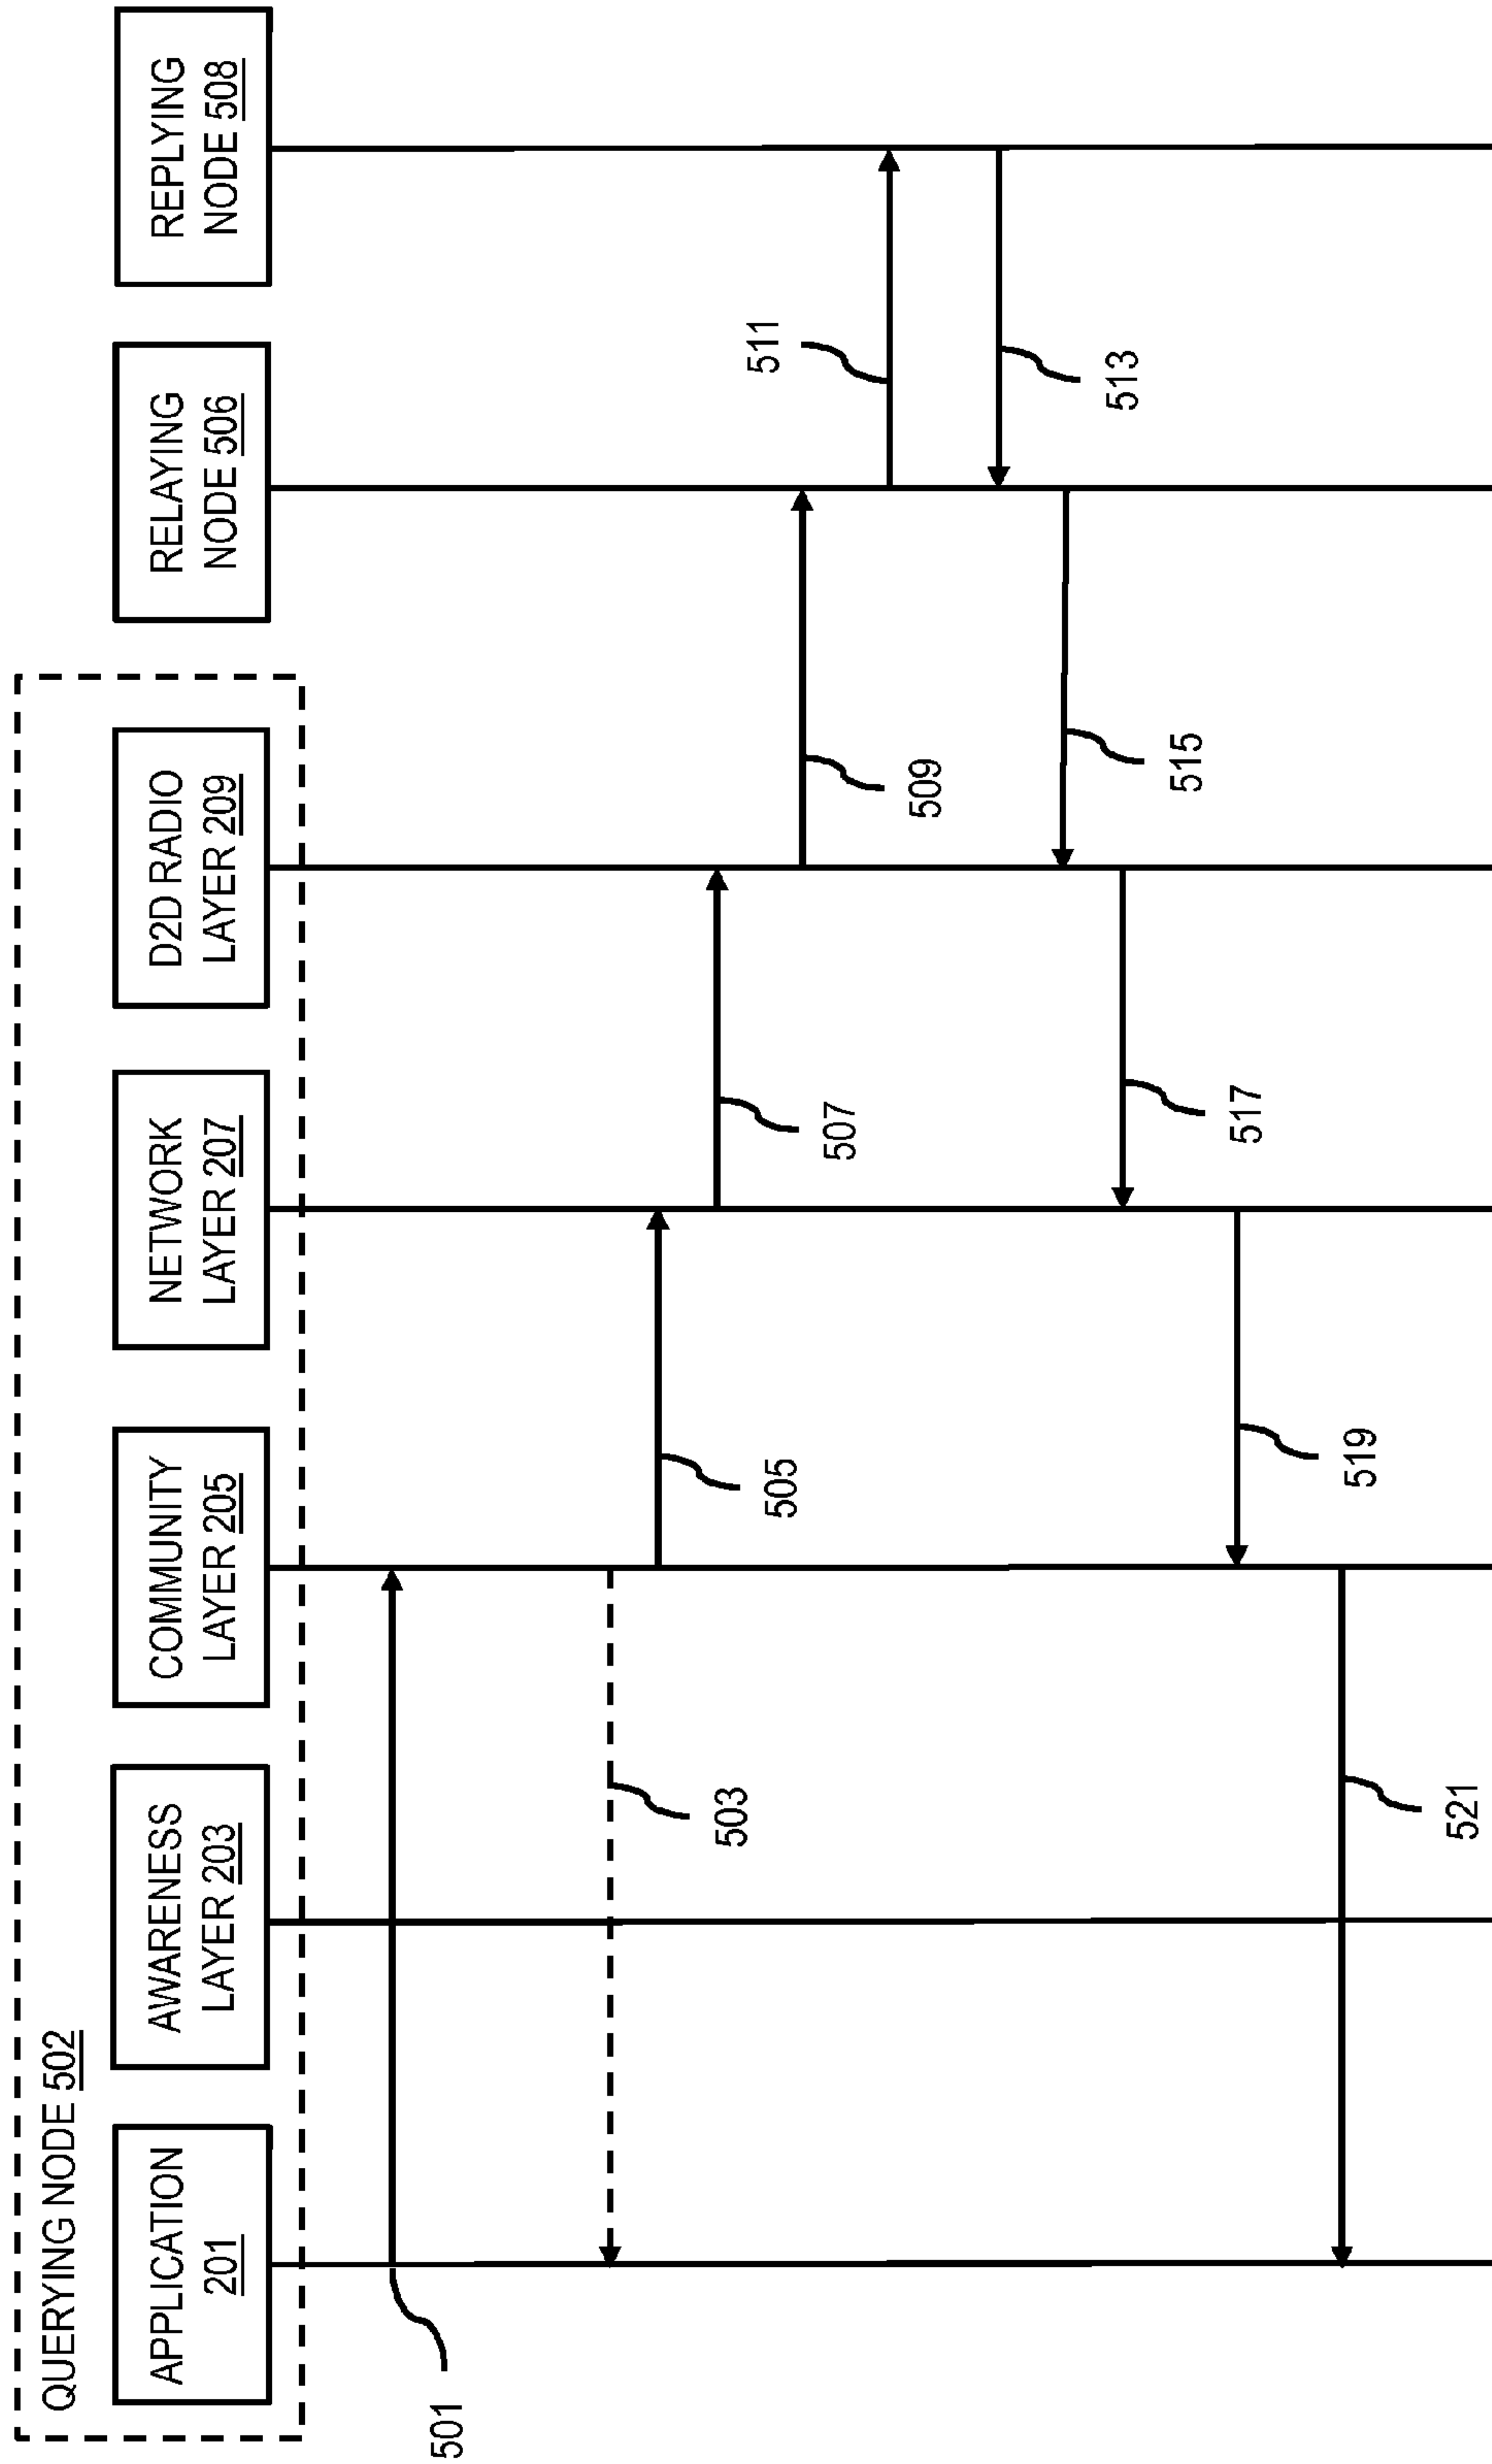 QUERYING NODE 502
APPLICATION
201
AWARENESS
LAYER 203
COMMUNITY
LAYER 205
NETWORK
LAYER 207
D2D RADIO
LAYER 209
RELAYING
NODE 506
REPLYING
NODE 508
501
503
505
507
509
511
513
515
517
519
521